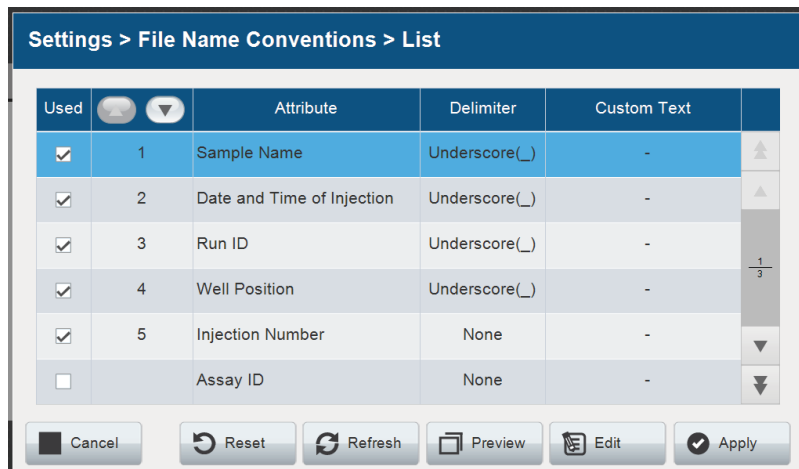 Settings > File Name Conventions > List
Used Attribute Delimiter Custom Text
1 Sample Name Underscore(_) -
2 Date and Time of Injection Underscore(_) -
3 Run ID Underscore(_) -
4 Well Position Underscore(_) -
5 Injection Number None -
Assay ID None -
1
3
Cancel Reset Refresh Preview Edit Apply